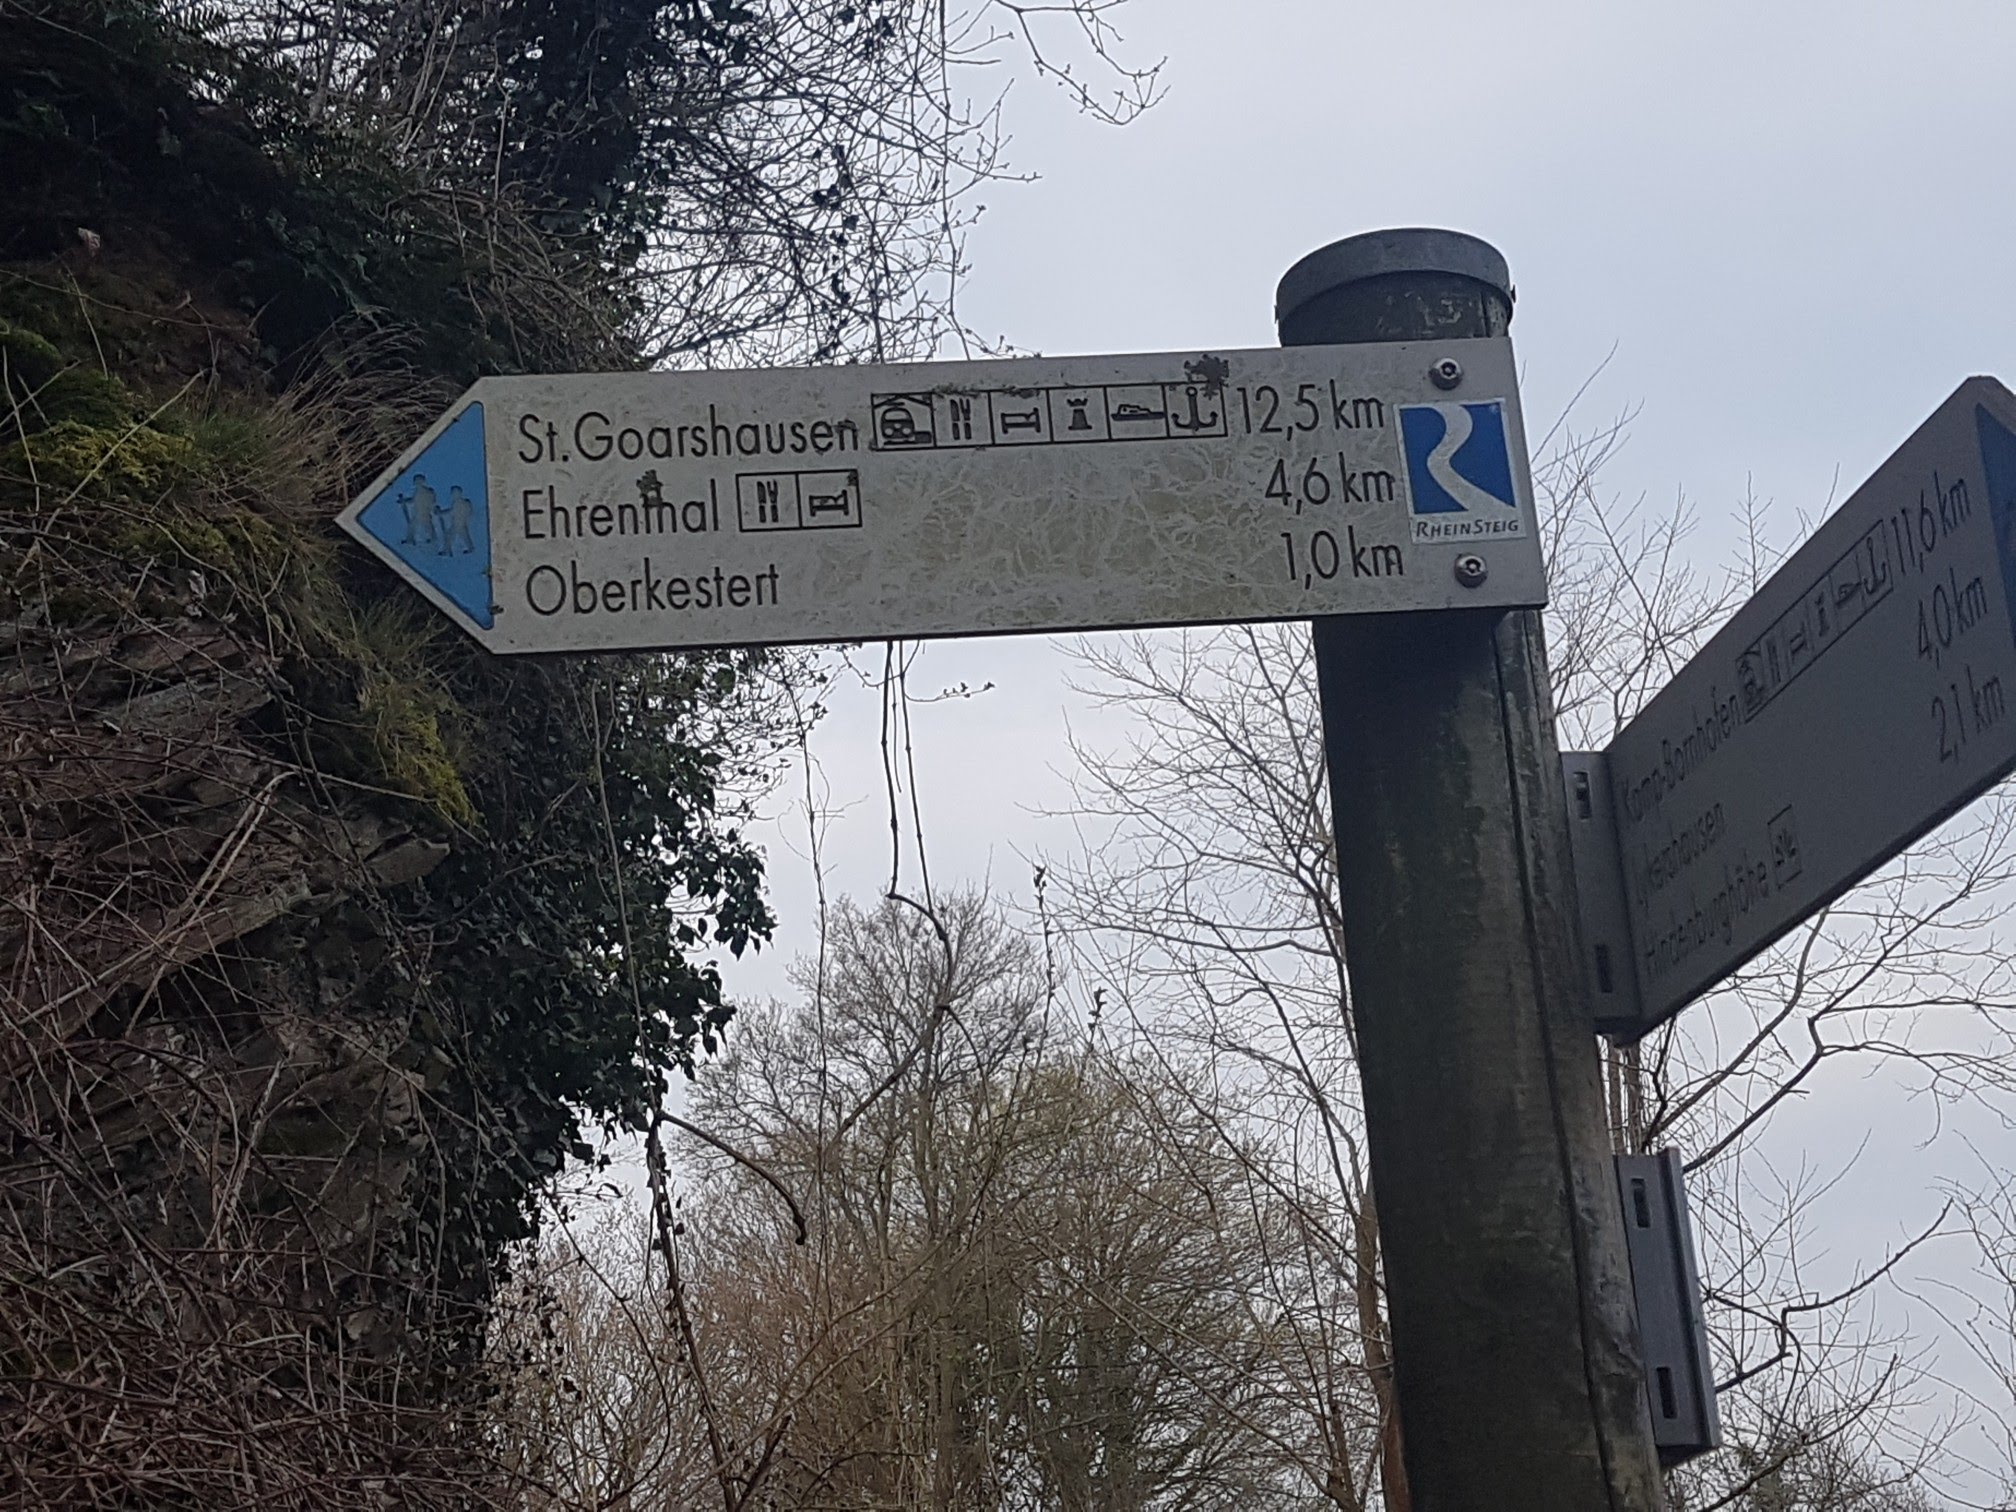 St.Goarshausen 12,5 km
Ehrenthal 4,6 km
Oberkestert 1,0 km
RHEINSTEIG
Kamp-Bornhofen 11,6 km
Lykershausen 4,0 km
Hindenburghöhe 2,1 km